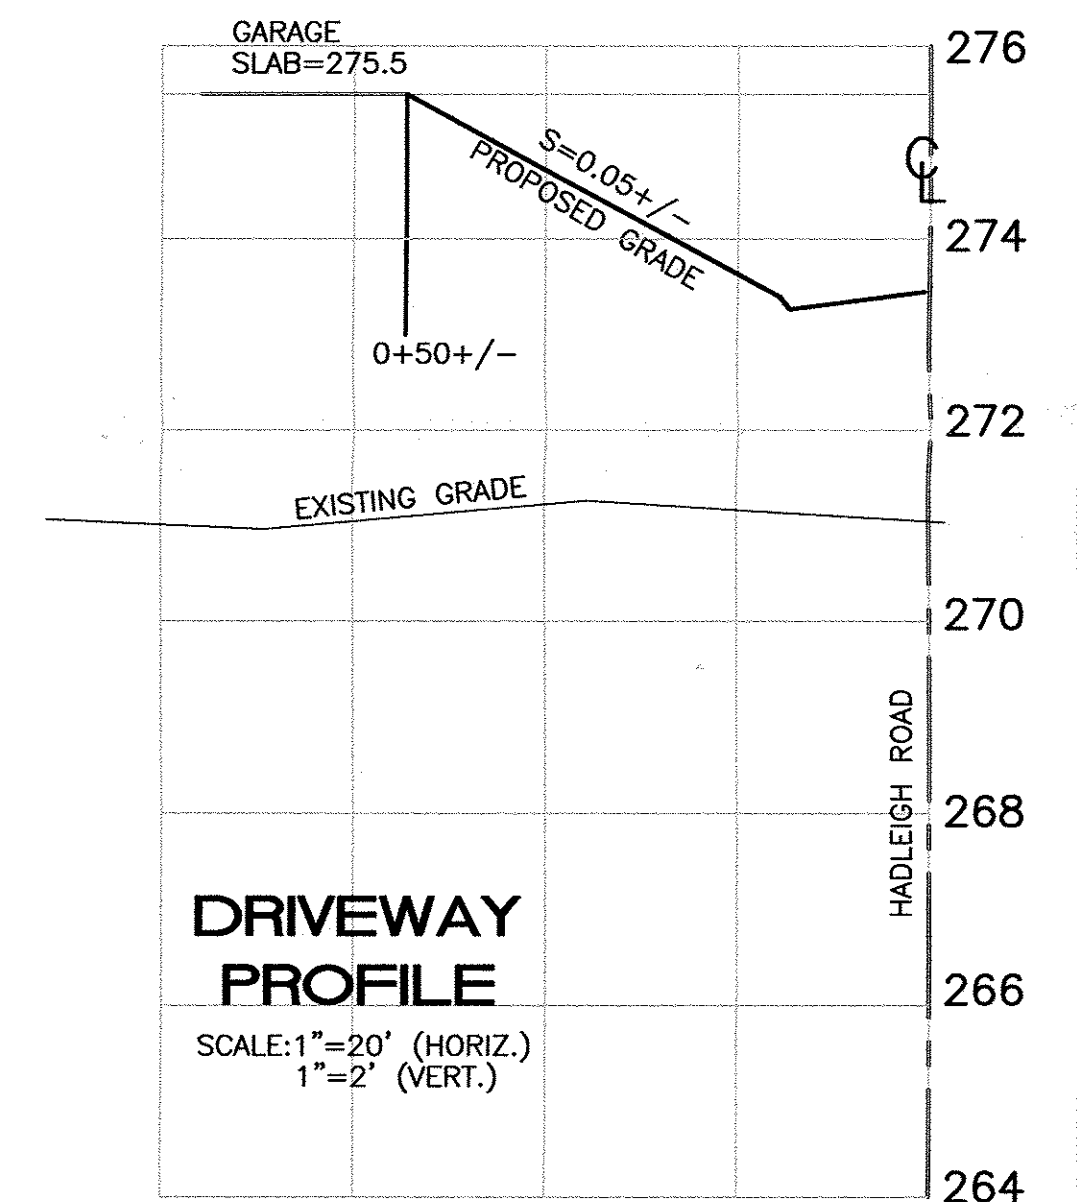 GARAGE
SLAB=275.5
276
S=0.05+/-
PROPOSED GRADE
℄
274
0+50+/-
272
EXISTING GRADE
270
HADLEIGH ROAD
268
DRIVEWAY
PROFILE
266
SCALE:1"=20' (HORIZ.)
1"=2' (VERT.)
264